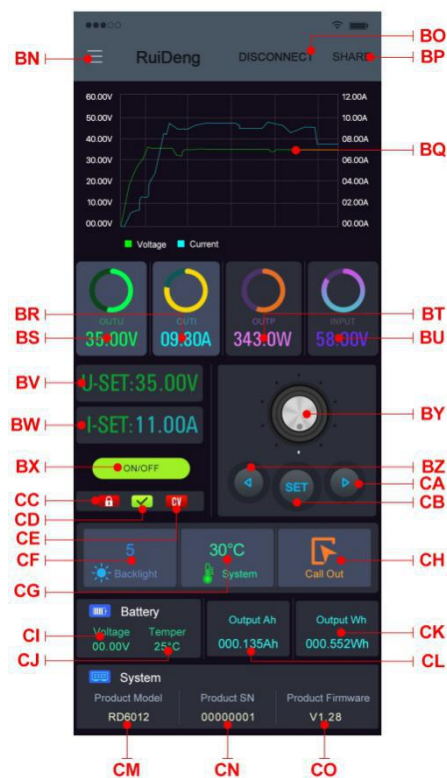 BN RuiDeng DISCONNECT SHARE BO
BP
60.00V 12.00A
50.00V 10.00A
40.00V 08.00A
BQ
30.00V 06.00A
20.00V 04.00A
10.00V 02.00A
00.00V 00.00A
Voltage Current
BR OUTU CUTI OUTP INPUT BT
BS 35.00V 09.80A 343.0W 58.00V BU
BV U-SET:35.00V
BW I-SET:11.00A BY
BX ON/OFF BZ
CA
SET
CB
CC CV
CD
CE
CF 5 30°C CH
Backlight System Call Out
CG
Battery
Output Ah Output Wh
CI Voltage Temper CK
00.00V 25°C 000.135Ah 000.552Wh
CJ CL
System
Product Model Product SN Product Firmware
RD6012 00000001 V1.28
CM CN CO